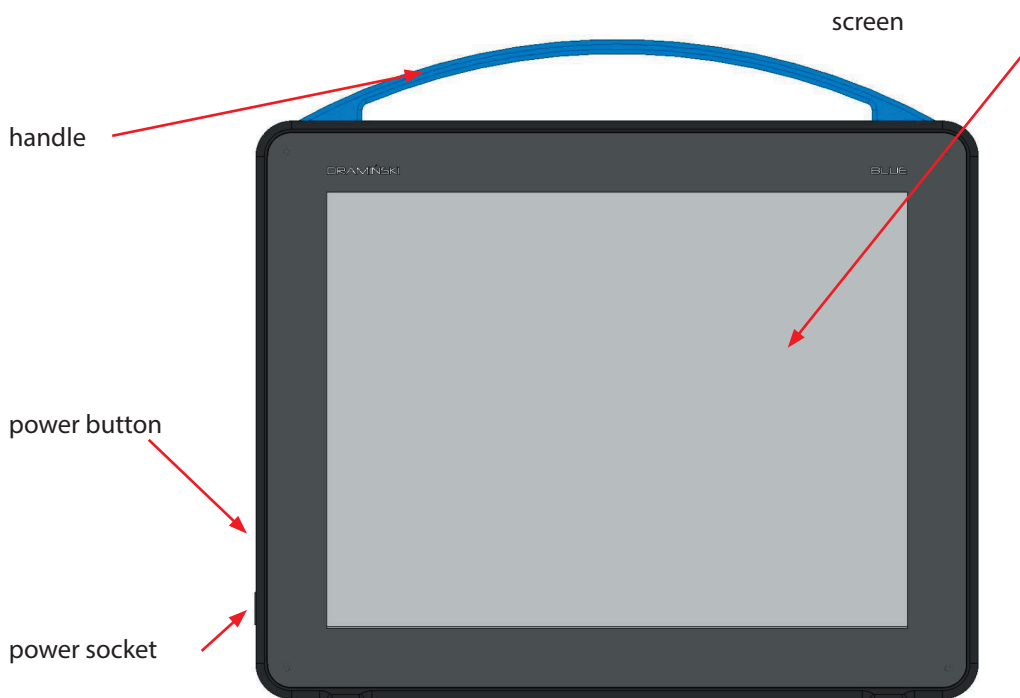 screen
handle
DRAMIŃSKI
BLUE
power button
power socket